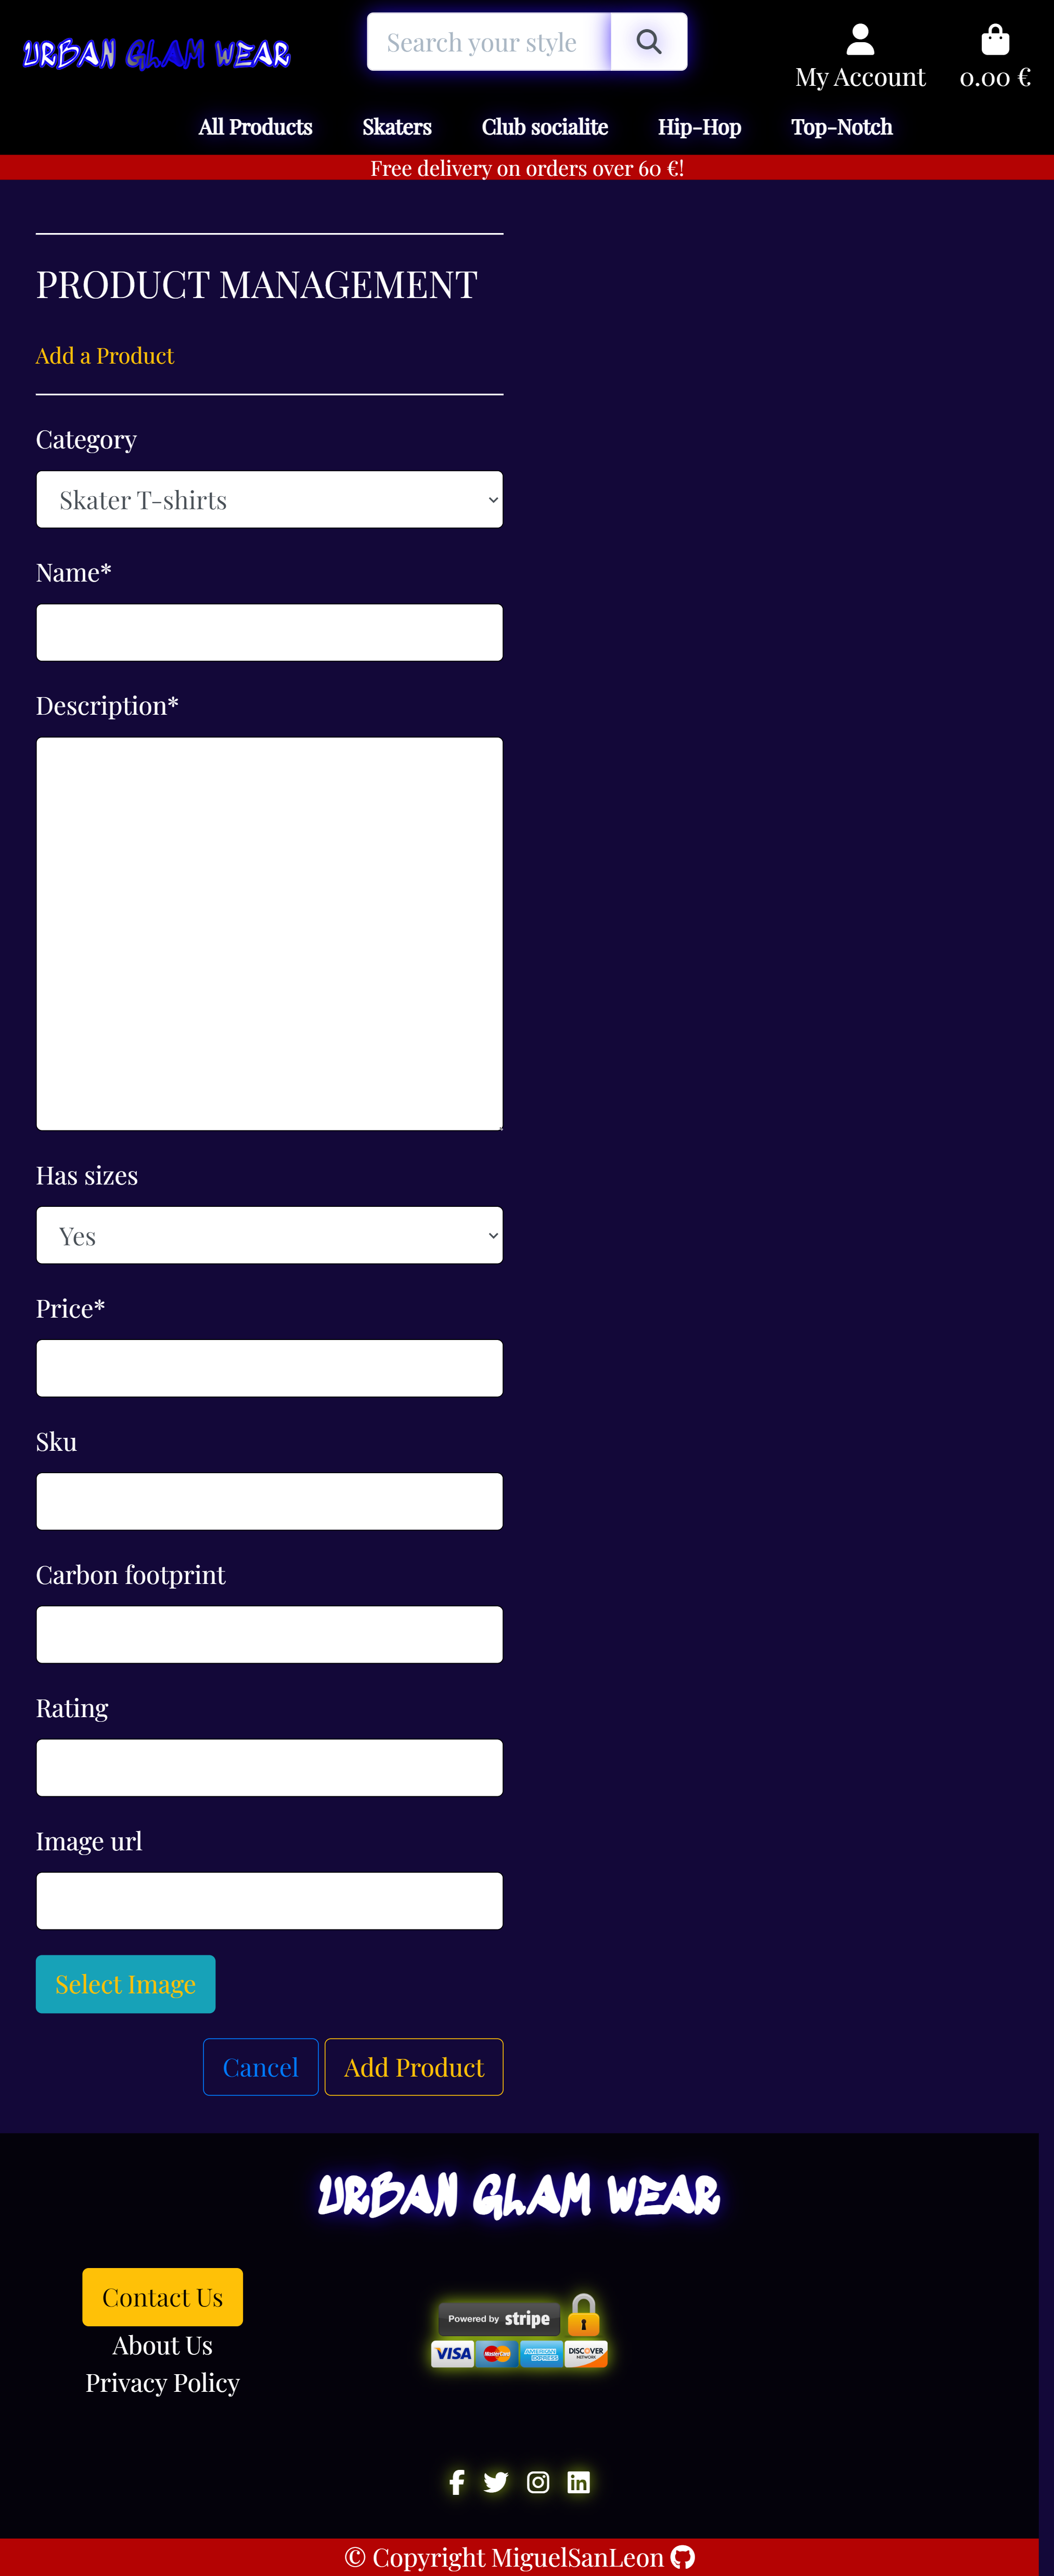 URBAN GLAM WEAR
Search your style
My Account
0.00 €
All Products Skaters Club socialite Hip-Hop Top-Notch
Free delivery on orders over 60 €!
PRODUCT MANAGEMENT
Add a Product
Category
Skater T-shirts
Name*
Description*
Has sizes
Yes
Price*
Sku
Carbon footprint
Rating
Image url
Select Image
Cancel Add Product
URBAN GLAM WEAR
Contact Us
About Us
Privacy Policy
Powered by stripe
VISA MasterCard AMERICAN EXPRESS DISCOVER NETWORK
© Copyright MiguelSanLeon